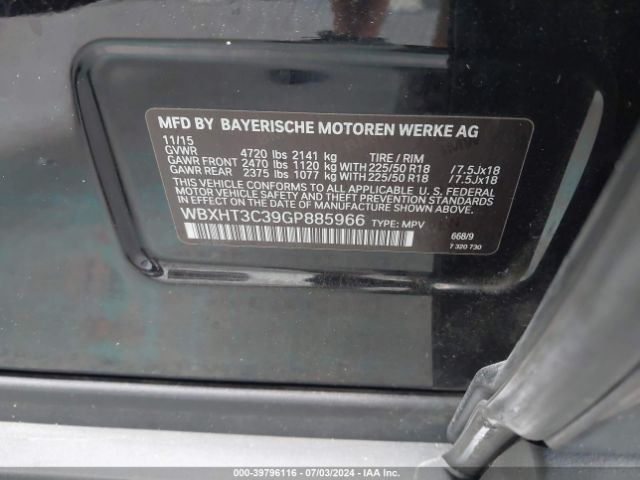 MFD BY BAYERISCHE MOTOREN WERKE AG
11/15
GVWR 4720 lbs 2141 kg TIRE / RIM
GAWR FRONT 2470 lbs 1120 kg WITH 225/50 R18 /7.5Jx18
GAWR REAR 2375 lbs 1077 kg WITH 225/50 R18 /7.5Jx18
THIS VEHICLE CONFORMS TO ALL APPLICABLE U. S. FEDERAL
MOTOR VEHICLE SAFETY AND THEFT PREVENTION STANDARDS
IN EFFECT ON THE DATE OF MANUFACTURE SHOWN ABOVE.
WBXHT3C39GP885966 TYPE: MPV
668/9
7 320 730
000-39796116 - 07/03/2024 - IAA Inc.